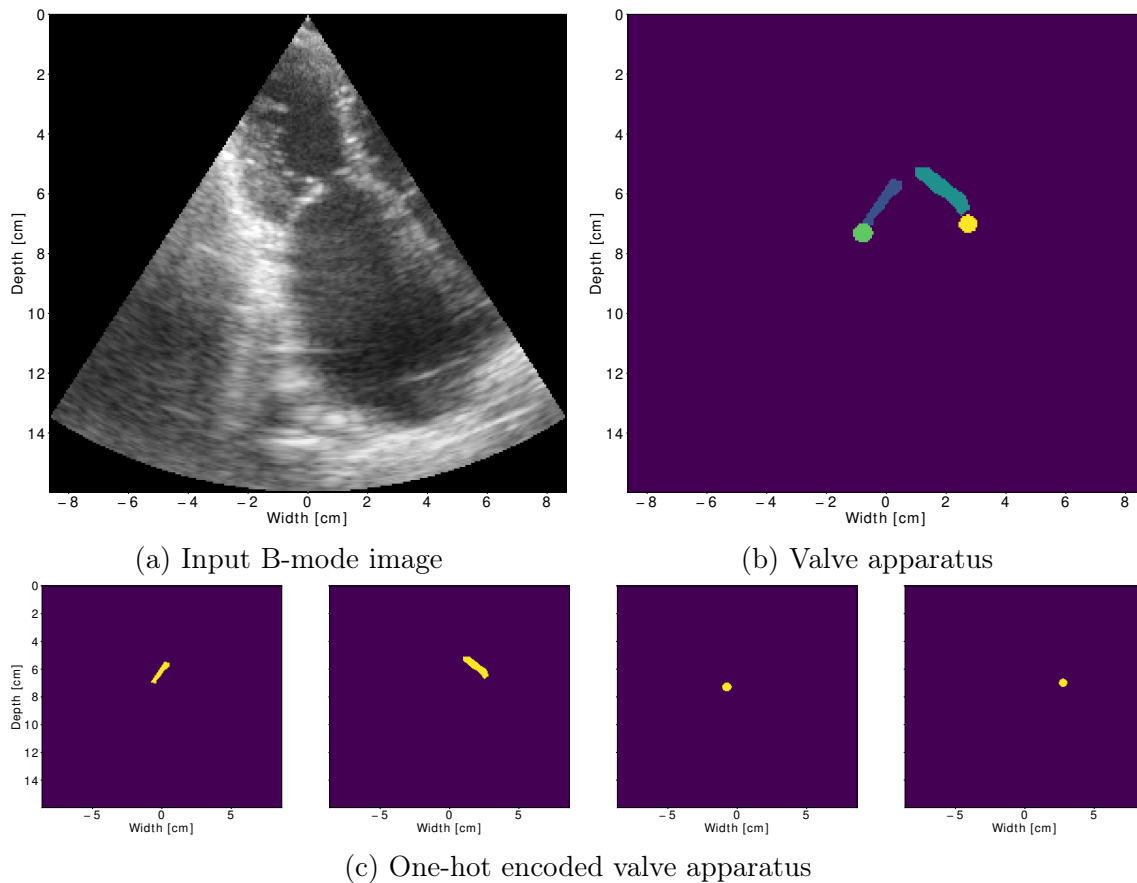 0
2
4
6
8
10
12
14
Depth [cm]
−8 −6 −4 −2 0 2 4 6 8
Width [cm]
(a) Input B-mode image
0
2
4
6
8
10
12
14
Depth [cm]
−8 −6 −4 −2 0 2 4 6 8
Width [cm]
(b) Valve apparatus
0
2
4
6
8
10
12
14
Depth [cm]
−5 0 5
Width [cm]
−5 0 5
Width [cm]
−5 0 5
Width [cm]
−5 0 5
Width [cm]
(c) One-hot encoded valve apparatus